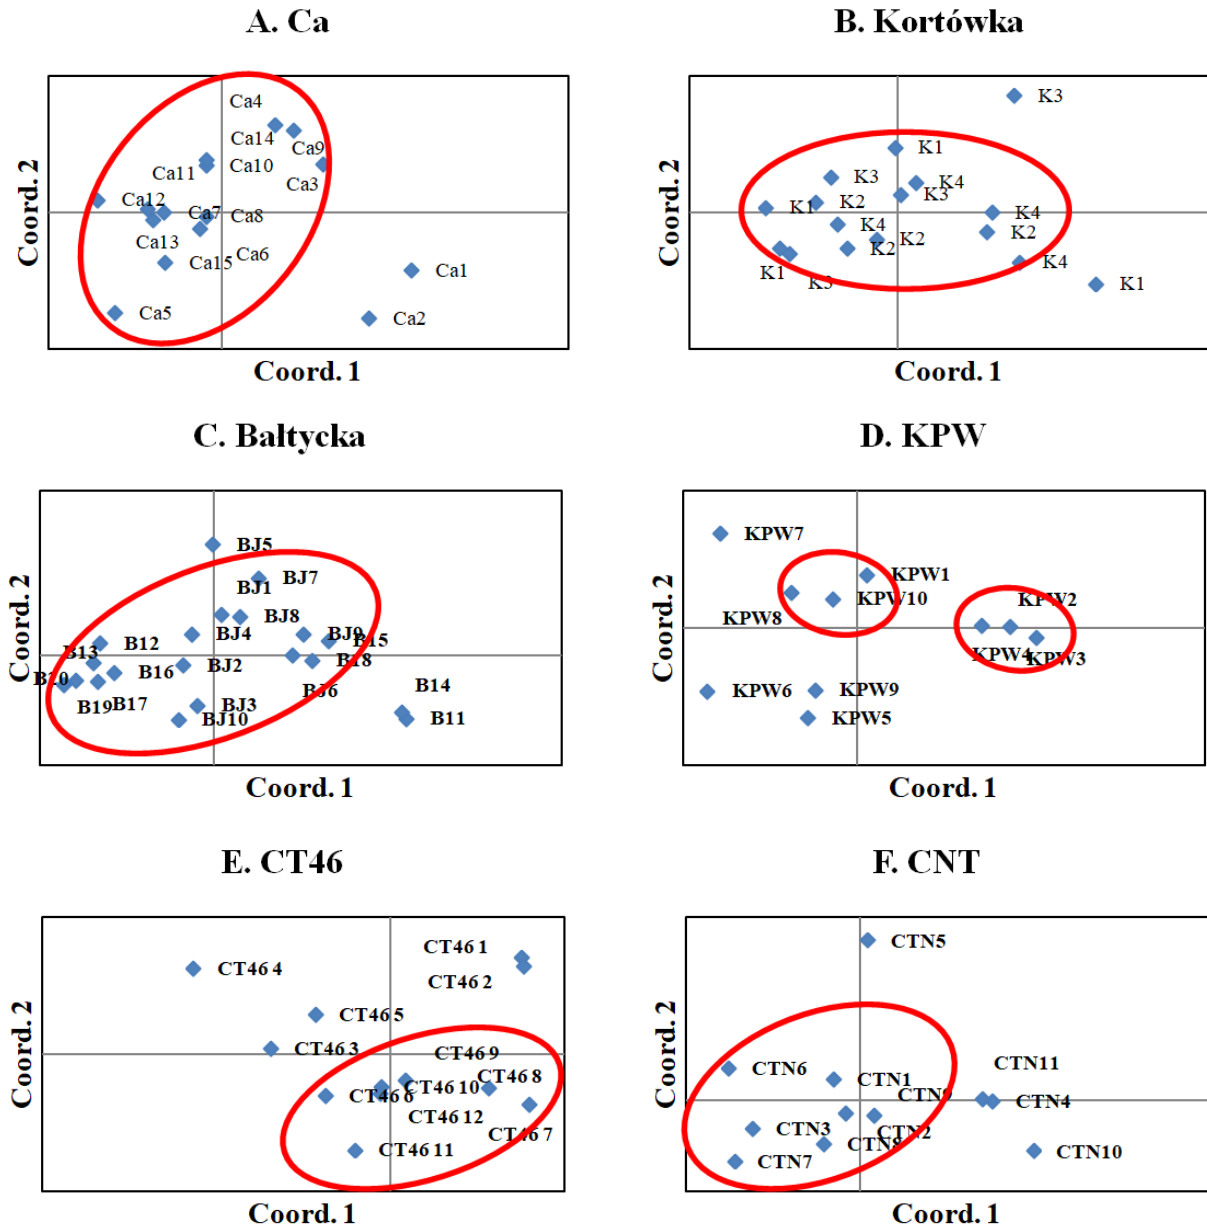 A. Ca
B. Kortówka
Coord. 2
Ca4
Ca14
Ca9
Ca11
Ca10
Ca3
Ca12
Ca7
Ca8
Ca13
Ca6
Ca15
Ca1
Ca5
Ca2
Coord. 1
Coord. 2
K3
K1
K3
K4
K3
K2
K1
K4
K4
K2
K2
K2
K1
K3
K4
K1
Coord. 1
C. Bałtycka
D. KPW
Coord. 2
BJ5
BJ7
BJ1
BJ8
B12
BJ4
BJ9
B15
B13
B16
BJ2
B18
B20
BJ6
B14
B19
B17
BJ3
BJ10
B11
Coord. 1
Coord. 2
KPW7
KPW1
KPW10
KPW2
KPW8
KPW4
KPW3
KPW6
KPW9
KPW5
Coord. 1
E. CT46
F. CNT
Coord. 2
CT46 1
CT46 4
CT46 2
CT46 5
CT46 3
CT46 9
CT46 8
CT46 6
CT46 10
CT46 12
CT46 7
CT46 11
Coord. 1
Coord. 2
CTN5
CTN6
CTN11
CTN1
CTN9
CTN4
CTN3
CTN2
CTN8
CTN7
CTN10
Coord. 1